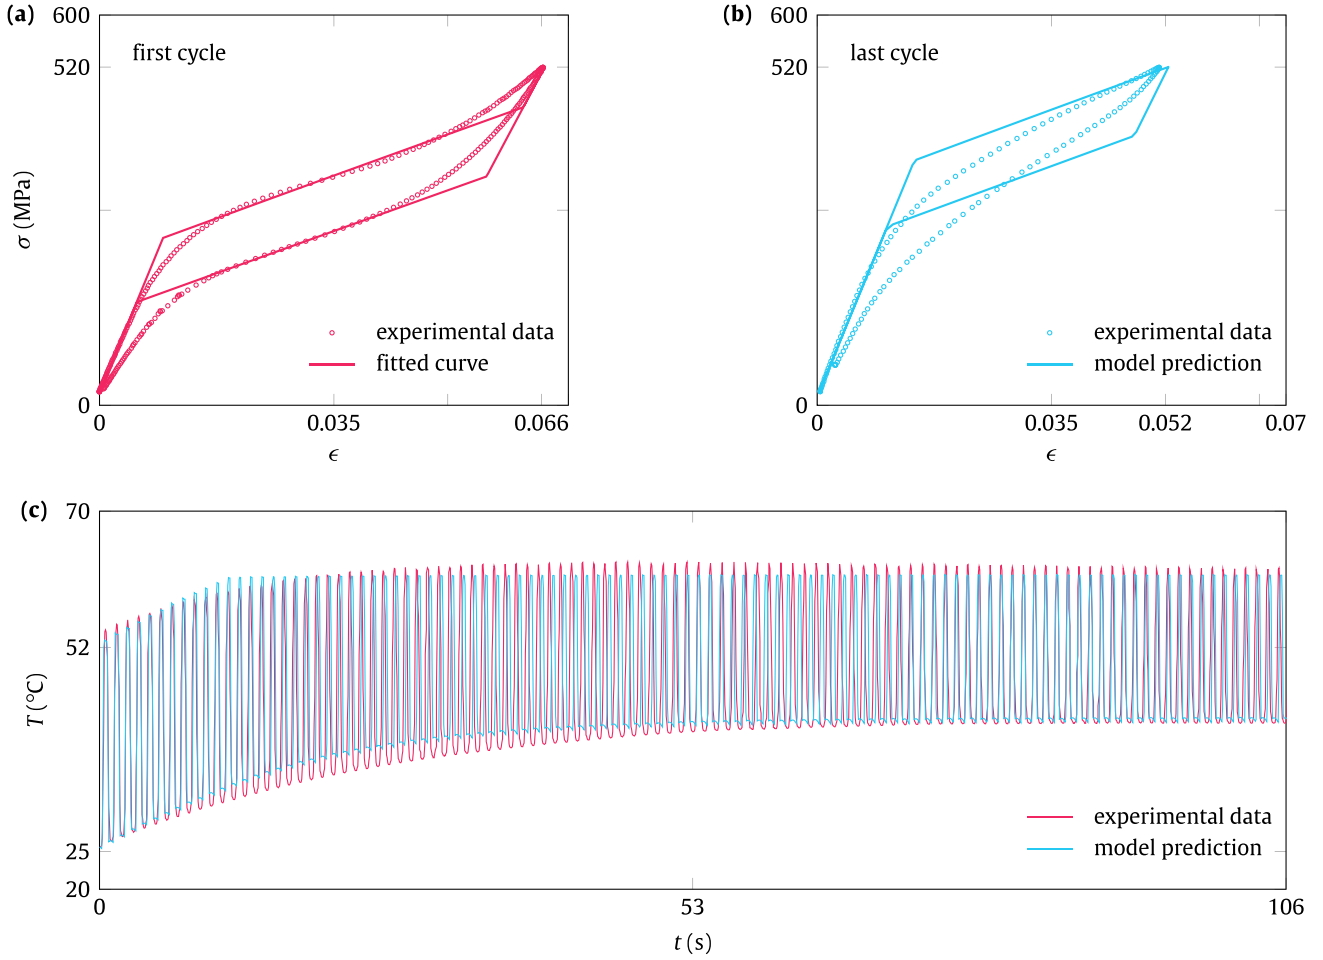 (a)
600
520
first cycle
σ (MPa)
experimental data
fitted curve
0
0
0.035
0.066
ϵ
(b)
600
520
last cycle
experimental data
model prediction
0
0
0.035
0.052
0.07
ϵ
(c)
70
52
T (°C)
experimental data
model prediction
25
20
0
53
106
t (s)